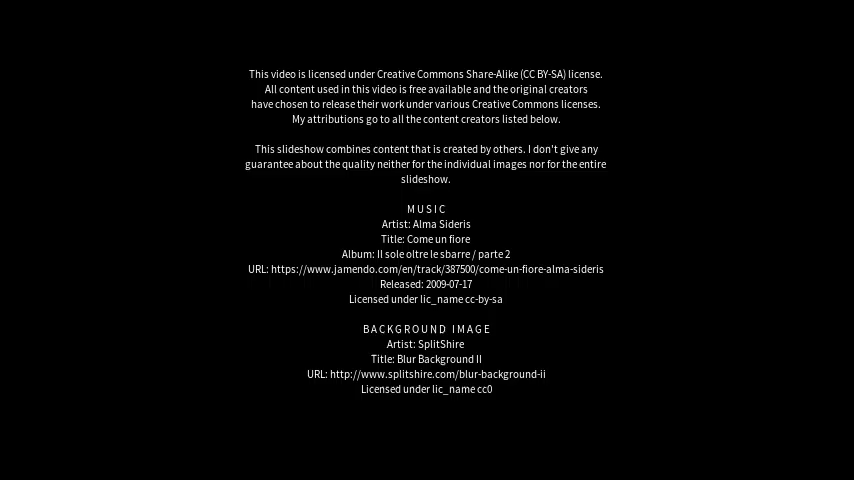 This video is licensed under Creative Commons Share-Alike (CC BY-SA) license.
All content used in this video is free available and the original creators
have chosen to release their work under various Creative Commons licenses.
My attributions go to all the content creators listed below.
This slideshow combines content that is created by others. I don't give any
guarantee about the quality neither for the individual images nor for the entire
slideshow.
MUSIC
Artist: Alma Sideris
Title: Come un fiore
Album: Il sole oltre le sbarre / parte 2
URL: https://www.jamendo.com/en/track/387500/come-un-fiore-alma-sideris
Released: 2009-07-17
Licensed under lic_name cc-by-sa
BACKGROUND IMAGE
Artist: SplitShire
Title: Blur Background II
URL: http://www.splitshire.com/blur-background-ii
Licensed under lic_name cc0